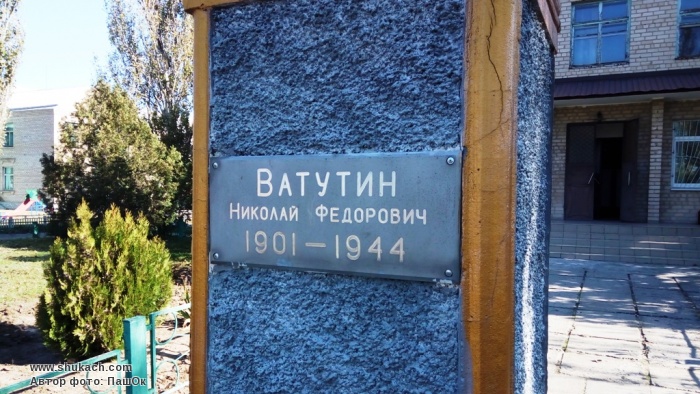 Ватутин
Николай Федорович
1901 — 1944
www.shukach.com
Автор фото: ПашОк